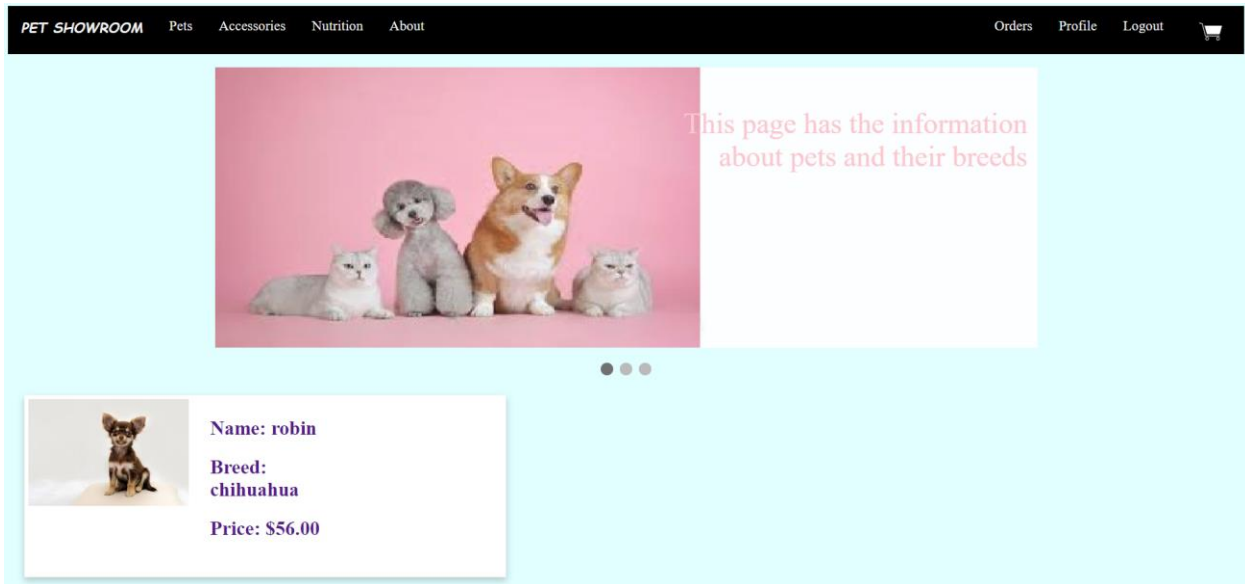 PET SHOWROOM Pets Accessories Nutrition About Orders Profile Logout
This page has the information
about pets and their breeds
Name: robin
Breed:
chihuahua
Price: $56.00